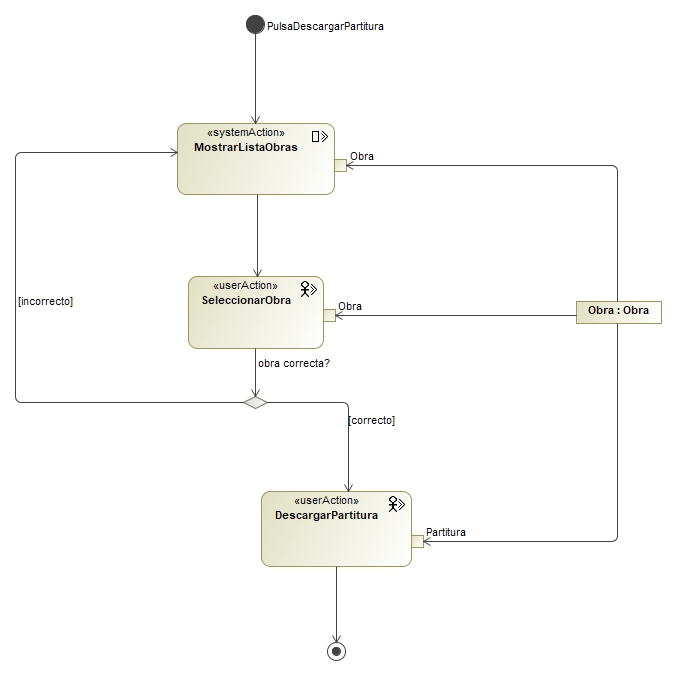 PulsaDescargarPartitura
«systemAction»
MostrarListaObras
Obra
[incorrecto]
«userAction»
SeleccionarObra
Obra
Obra : Obra
obra correcta?
[correcto]
«userAction»
DescargarPartitura
Partitura